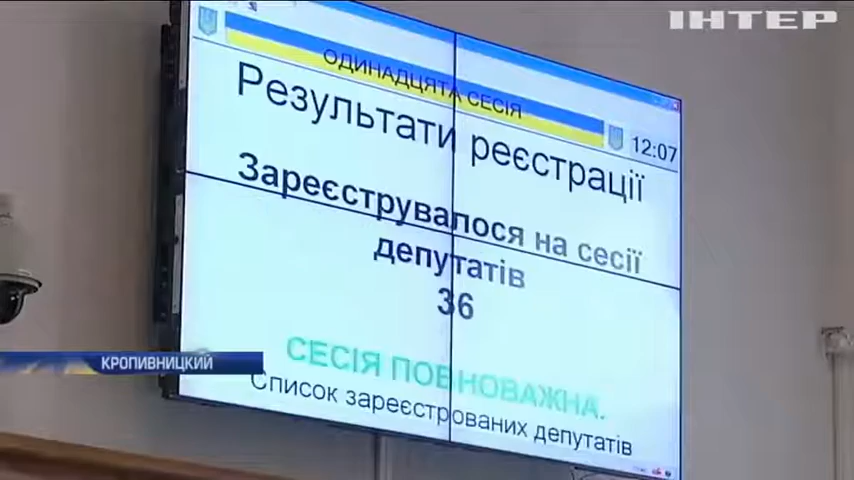 ІНТЕР
ОДИНАДЦЯТА СЕСІЯ
12:07
Результати реєстрації
Зареєструвалося на сесії
депутатів
36
СЕСІЯ ПОВНОВАЖНА.
Список зареєстрованих депутатів
КРОПИВНИЦКИЙ